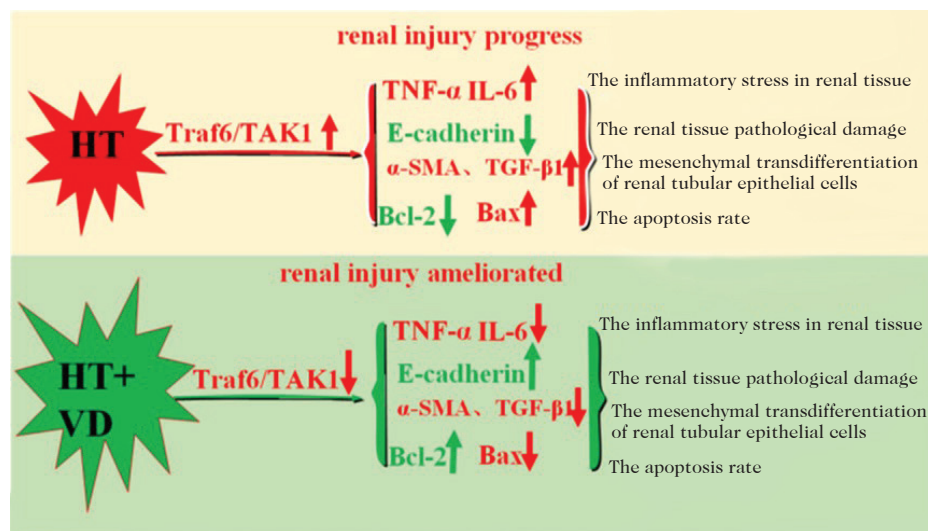 renal injury progress
HT
Traf6/TAK1
TNF-α IL-6
E-cadherin
α-SMA、TGF-β1
Bcl-2 Bax
The inflammatory stress in renal tissue
The renal tissue pathological damage
The mesenchymal transdifferentiation
of renal tubular epithelial cells
The apoptosis rate
renal injury ameliorated
HT+
VD
Traf6/TAK1
TNF-α IL-6
E-cadherin
α-SMA、TGF-β1
Bcl-2 Bax
The inflammatory stress in renal tissue
The renal tissue pathological damage
The mesenchymal transdifferentiation
of renal tubular epithelial cells
The apoptosis rate